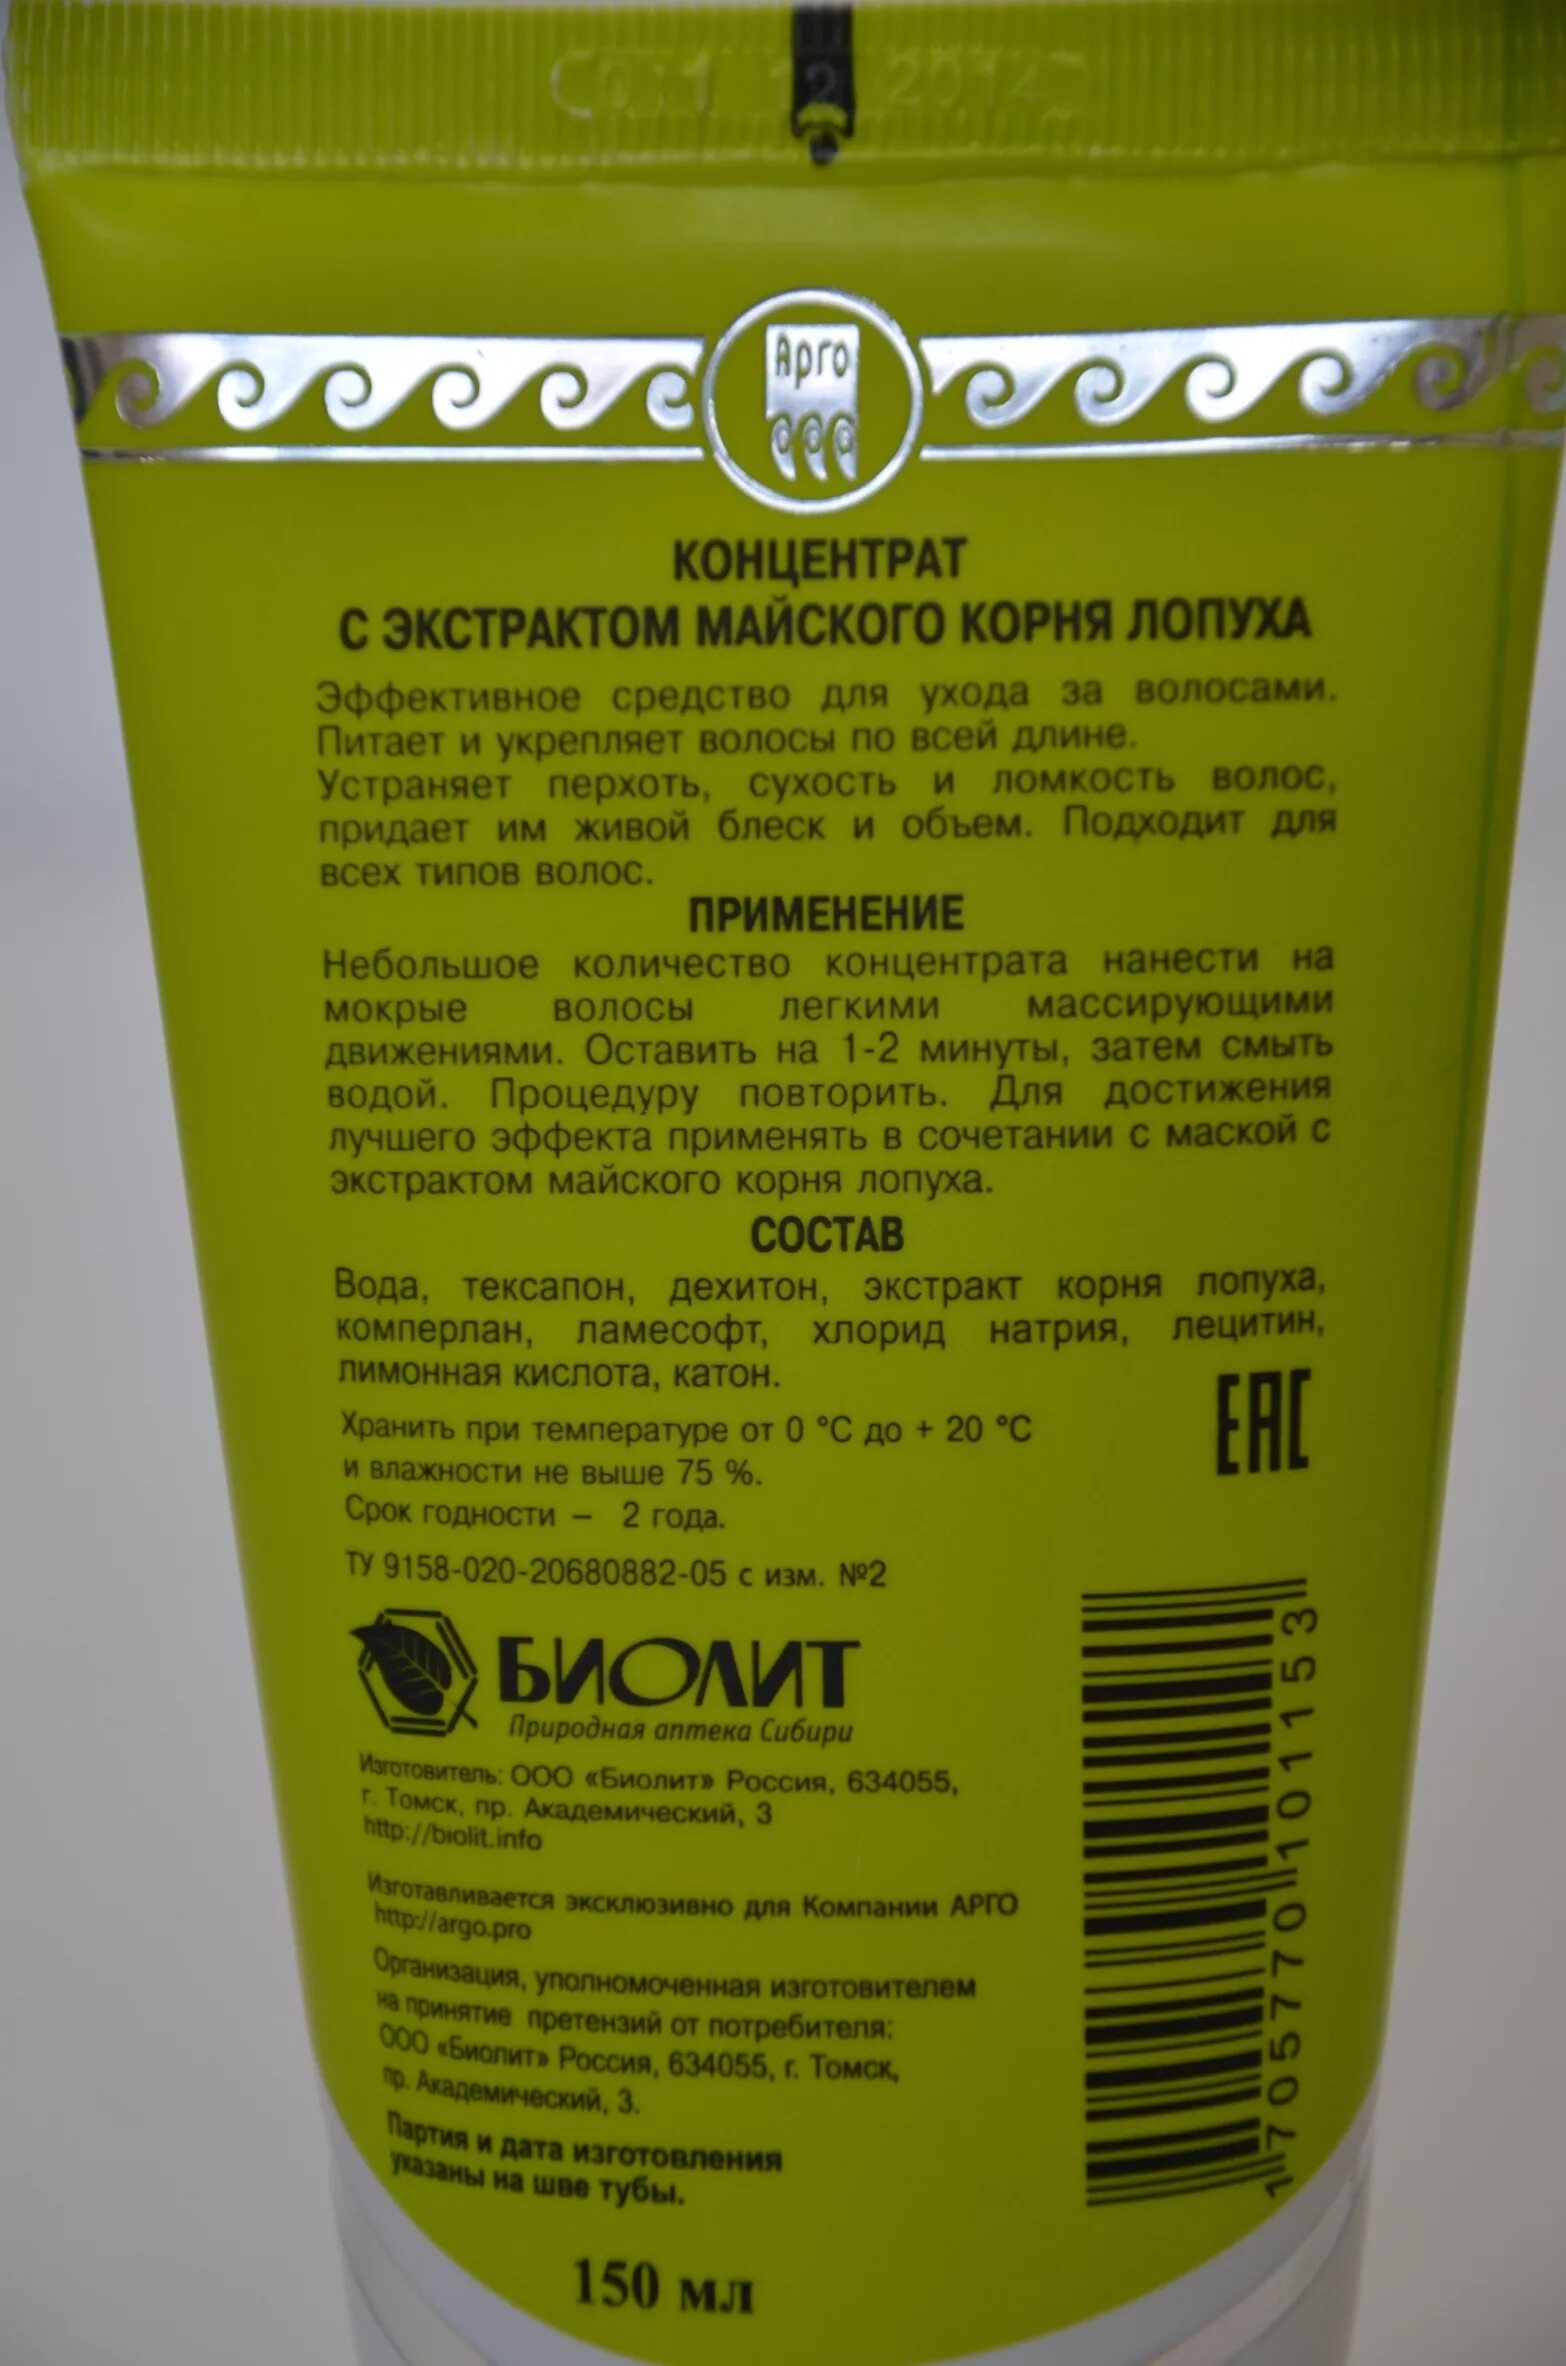 011 12 2014
Арго
КОНЦЕНТРАТ
С ЭКСТРАКТОМ МАЙСКОГО КОРНЯ ЛОПУХА
Эффективное средство для ухода за волосами.
Питает и укрепляет волосы по всей длине.
Устраняет перхоть, сухость и ломкость волос,
придает им живой блеск и объем. Подходит для
всех типов волос.
ПРИМЕНЕНИЕ
Небольшое количество концентрата нанести на
мокрые волосы легкими массирующими
движениями. Оставить на 1-2 минуты, затем смыть
водой. Процедуру повторить. Для достижения
лучшего эффекта применять в сочетании с маской с
экстрактом майского корня лопуха.
СОСТАВ
Вода, тексапон, дехитон, экстракт корня лопуха,
комперлан, ламесофт, хлорид натрия, лецитин,
лимонная кислота, катон.
Хранить при температуре от 0 °С до + 20 °С
и влажности не выше 75 %.
Срок годности – 2 года.
EAC
ТУ 9158-020-20680882-05 с изм. №2
БИОЛИТ
Природная аптека Сибири
Изготовитель: ООО «Биолит» Россия, 634055,
г. Томск, пр. Академический, 3
http://biolit.info
Изготавливается эксклюзивно для Компании АРГО
http://argo.pro
Организация, уполномоченная изготовителем
на принятие претензий от потребителя:
ООО «Биолит» Россия, 634055, г. Томск,
пр. Академический, 3.
Партия и дата изготовления
указаны на шве тубы.
1705770101153
150 мл